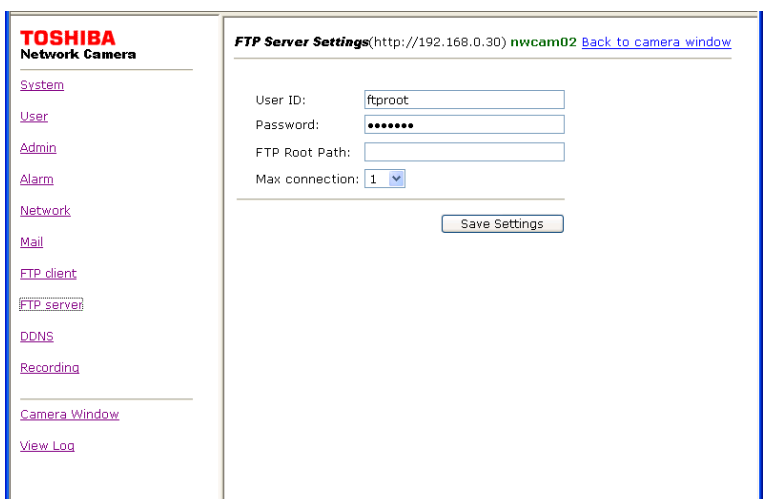 TOSHIBA
Network Camera
System
User
Admin
Alarm
Network
Mail
FTP client
FTP server
DDNS
Recording
Camera Window
View Log
FTP Server Settings(http://192.168.0.30) nwcam02 Back to camera window
User ID: ftproot
Password: •••••••
FTP Root Path:
Max connection: 1
Save Settings